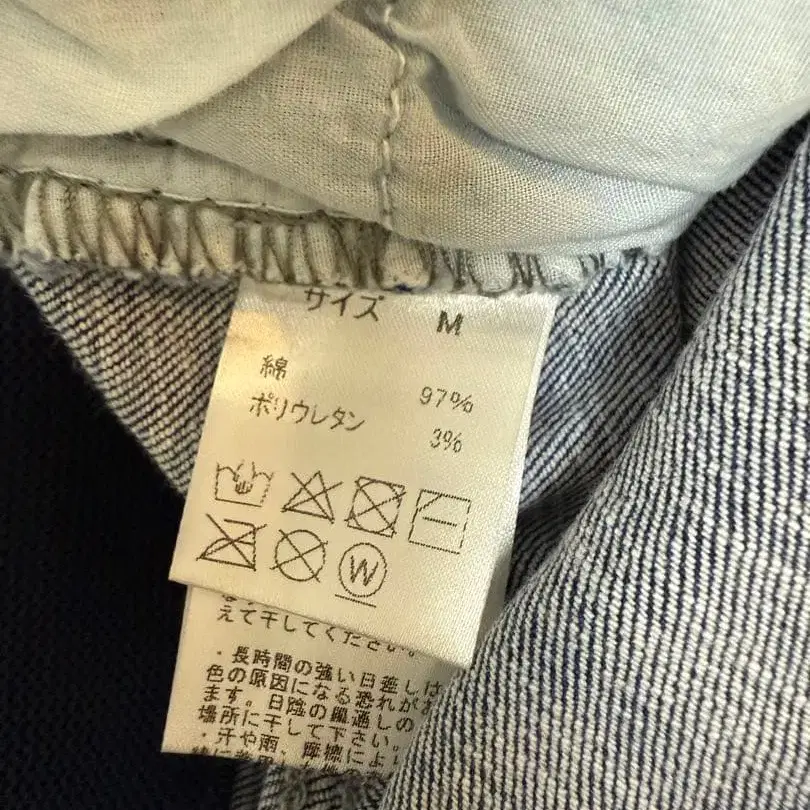 サイズ M
綿 97%
ポリウレタン 3%
W
えて干してください。
・長時間の強い日差しは
色の原因になる恐れが
ます。日陰の風通しの
場所に干して下さい。
・汗や雨、摩擦によ